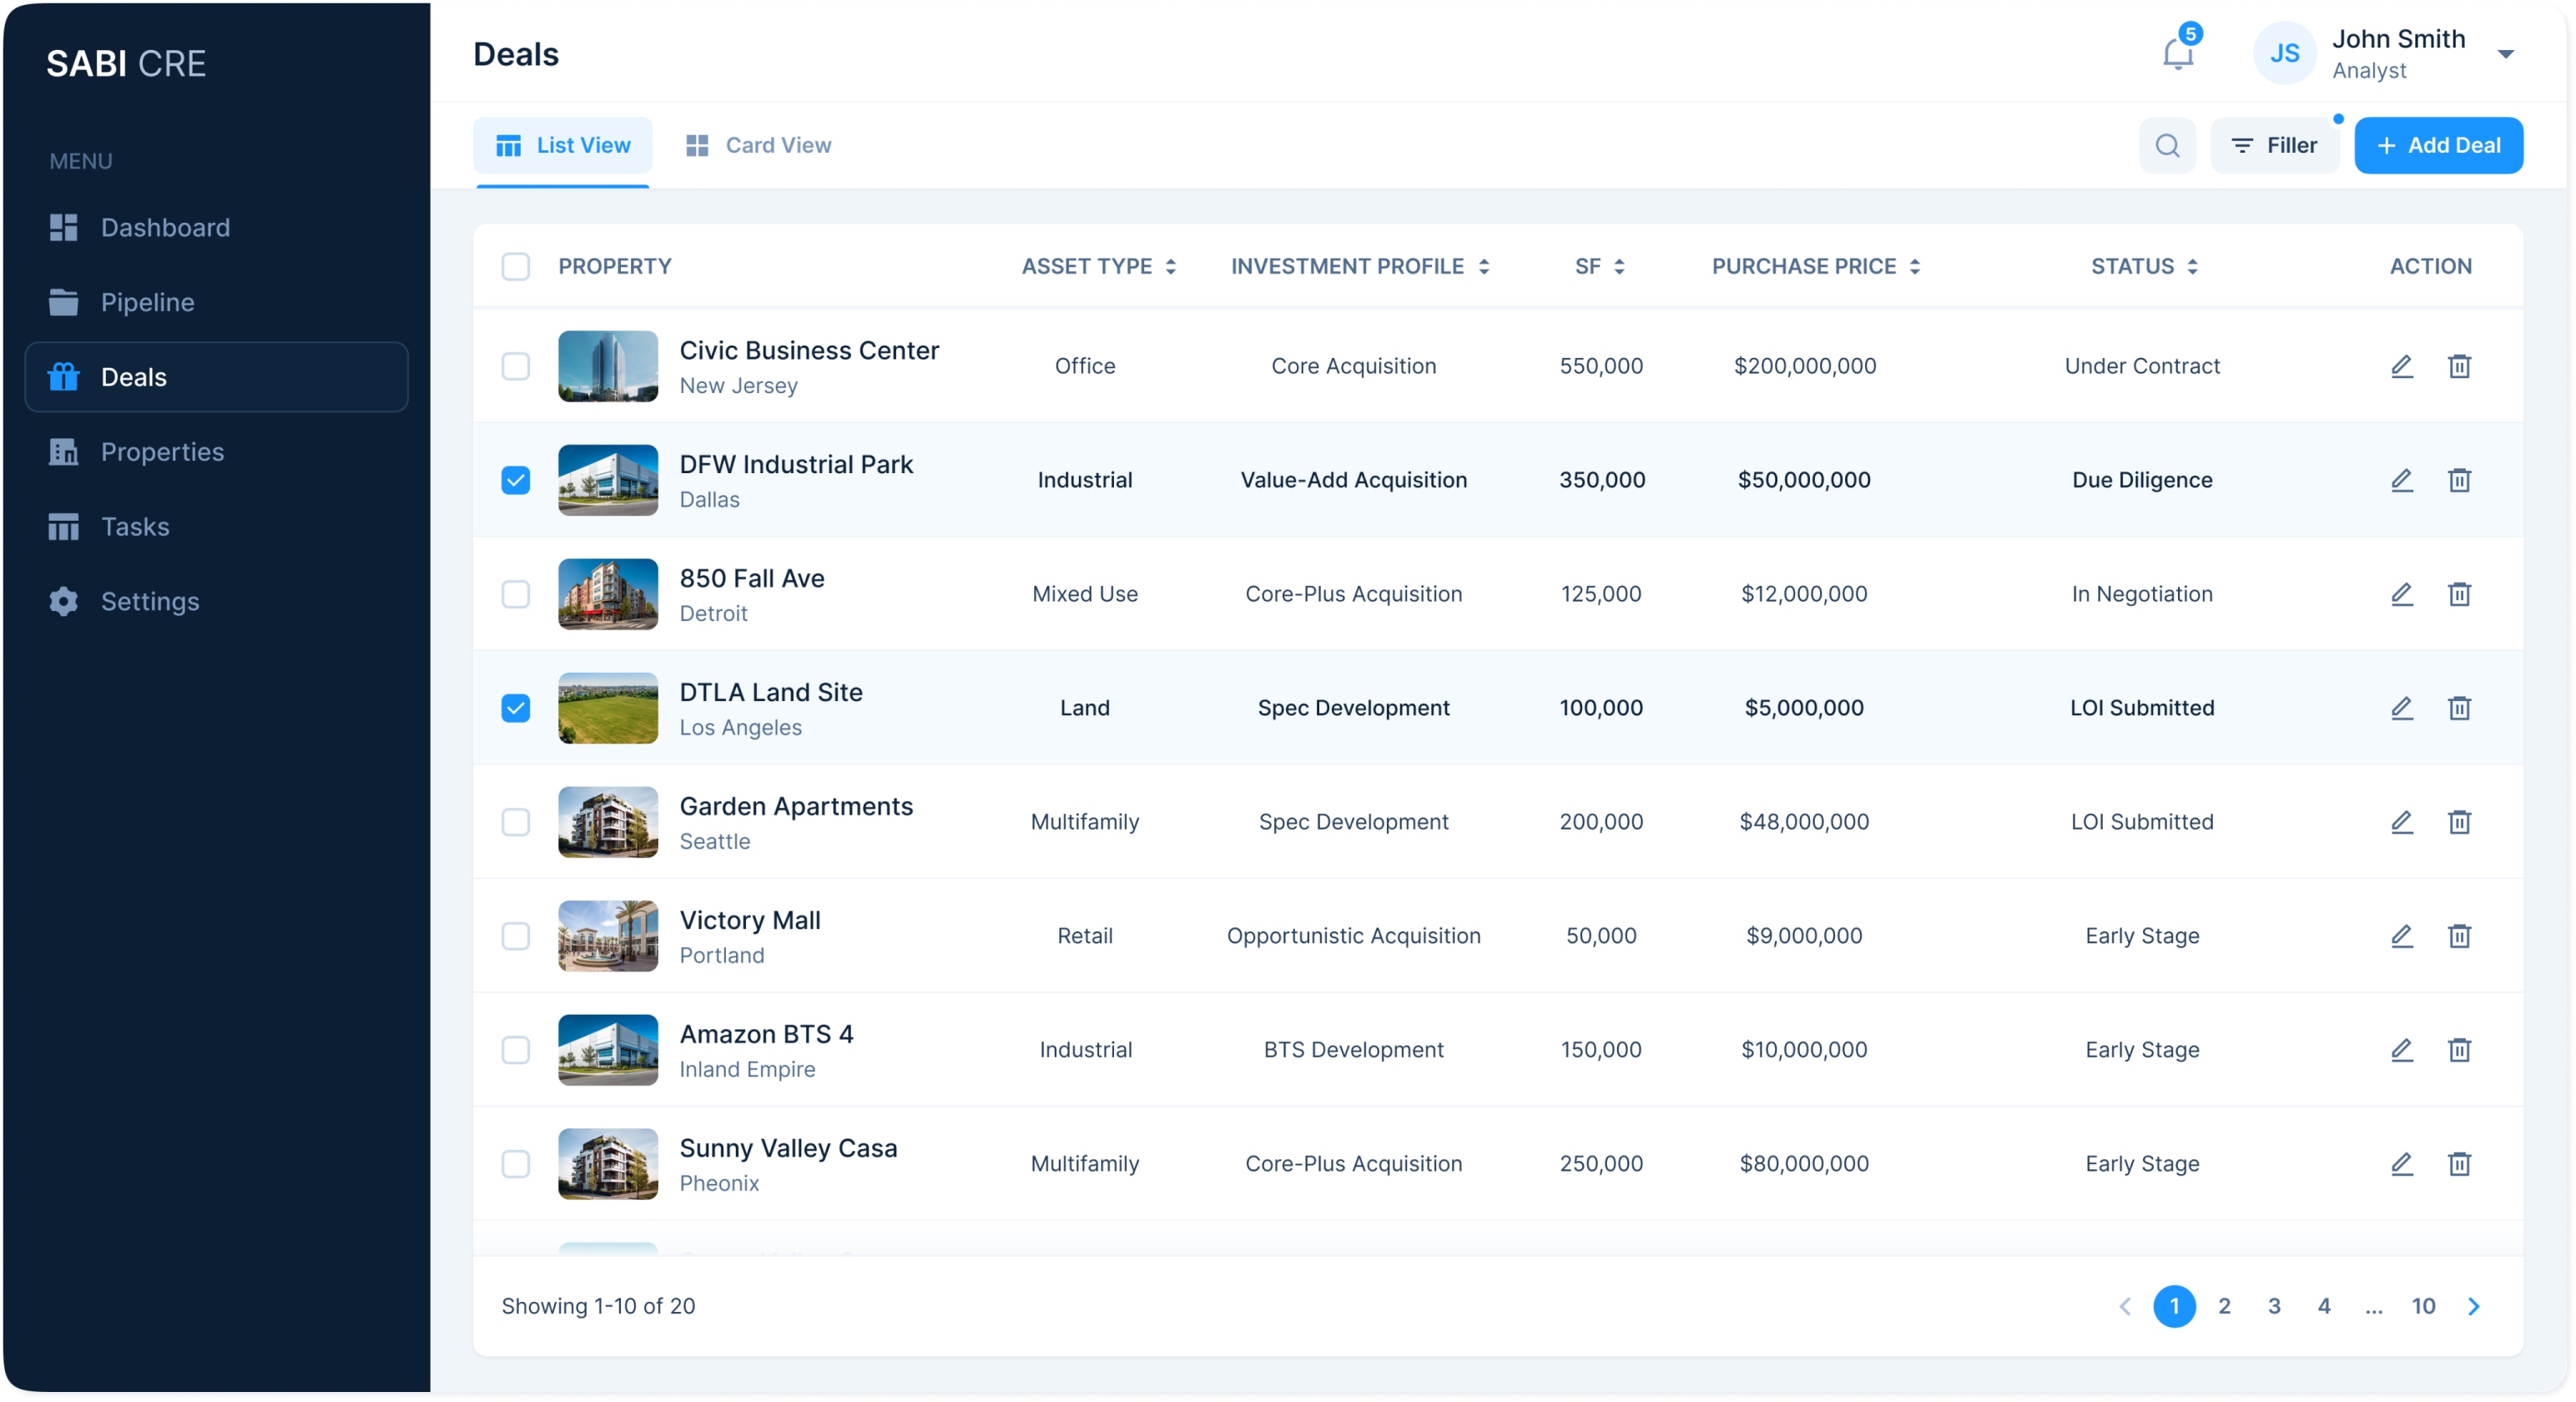 SABI CRE
MENU
Dashboard
Pipeline
Deals
Properties
Tasks
Settings
Deals
5
JS
John Smith
Analyst
List View
Card View
Filler
+ Add Deal
PROPERTY ASSET TYPE INVESTMENT PROFILE SF PURCHASE PRICE STATUS ACTION
Civic Business Center
New Jersey
Office Core Acquisition 550,000 $200,000,000 Under Contract
DFW Industrial Park
Dallas
Industrial Value-Add Acquisition 350,000 $50,000,000 Due Diligence
850 Fall Ave
Detroit
Mixed Use Core-Plus Acquisition 125,000 $12,000,000 In Negotiation
DTLA Land Site
Los Angeles
Land Spec Development 100,000 $5,000,000 LOI Submitted
Garden Apartments
Seattle
Multifamily Spec Development 200,000 $48,000,000 LOI Submitted
Victory Mall
Portland
Retail Opportunistic Acquisition 50,000 $9,000,000 Early Stage
Amazon BTS 4
Inland Empire
Industrial BTS Development 150,000 $10,000,000 Early Stage
Sunny Valley Casa
Pheonix
Multifamily Core-Plus Acquisition 250,000 $80,000,000 Early Stage
Showing 1-10 of 20
1 2 3 4 ... 10